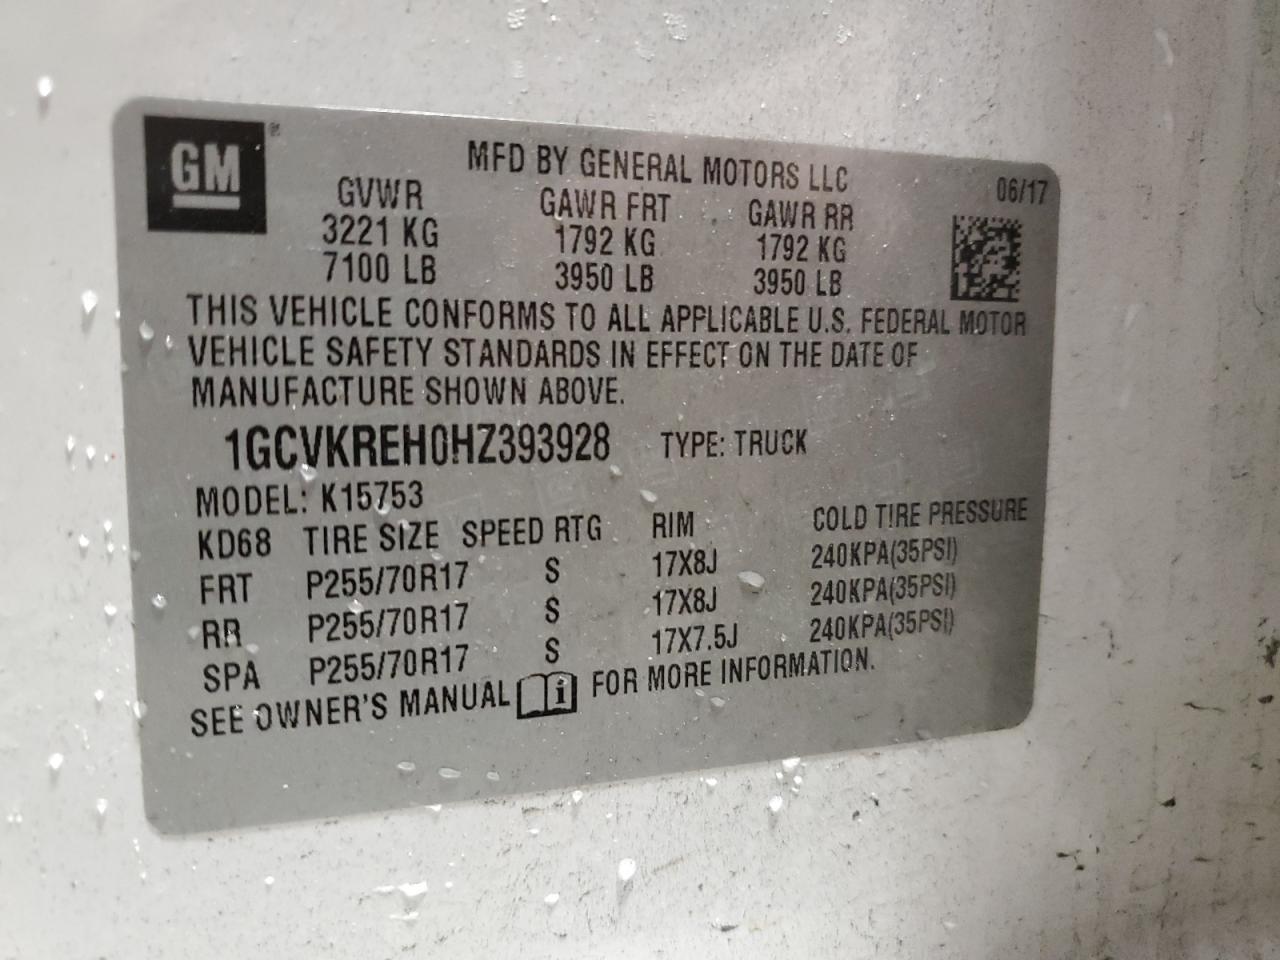 GM®
MFD BY GENERAL MOTORS LLC
06/17
GVWR GAWR FRT GAWR RR
3221 KG 1792 KG 1792 KG
7100 LB 3950 LB 3950 LB
THIS VEHICLE CONFORMS TO ALL APPLICABLE U.S. FEDERAL MOTOR
VEHICLE SAFETY STANDARDS IN EFFECT ON THE DATE OF
MANUFACTURE SHOWN ABOVE.
1GCVKREH0HZ393928 TYPE: TRUCK
MODEL: K15753
KD68 TIRE SIZE SPEED RTG RIM COLD TIRE PRESSURE
FRT P255/70R17 S 17X8J 240KPA(35PSI)
RR P255/70R17 S 17X8J 240KPA(35PSI)
SPA P255/70R17 S 17X7.5J 240KPA(35PSI)
SEE OWNER'S MANUAL i FOR MORE INFORMATION.